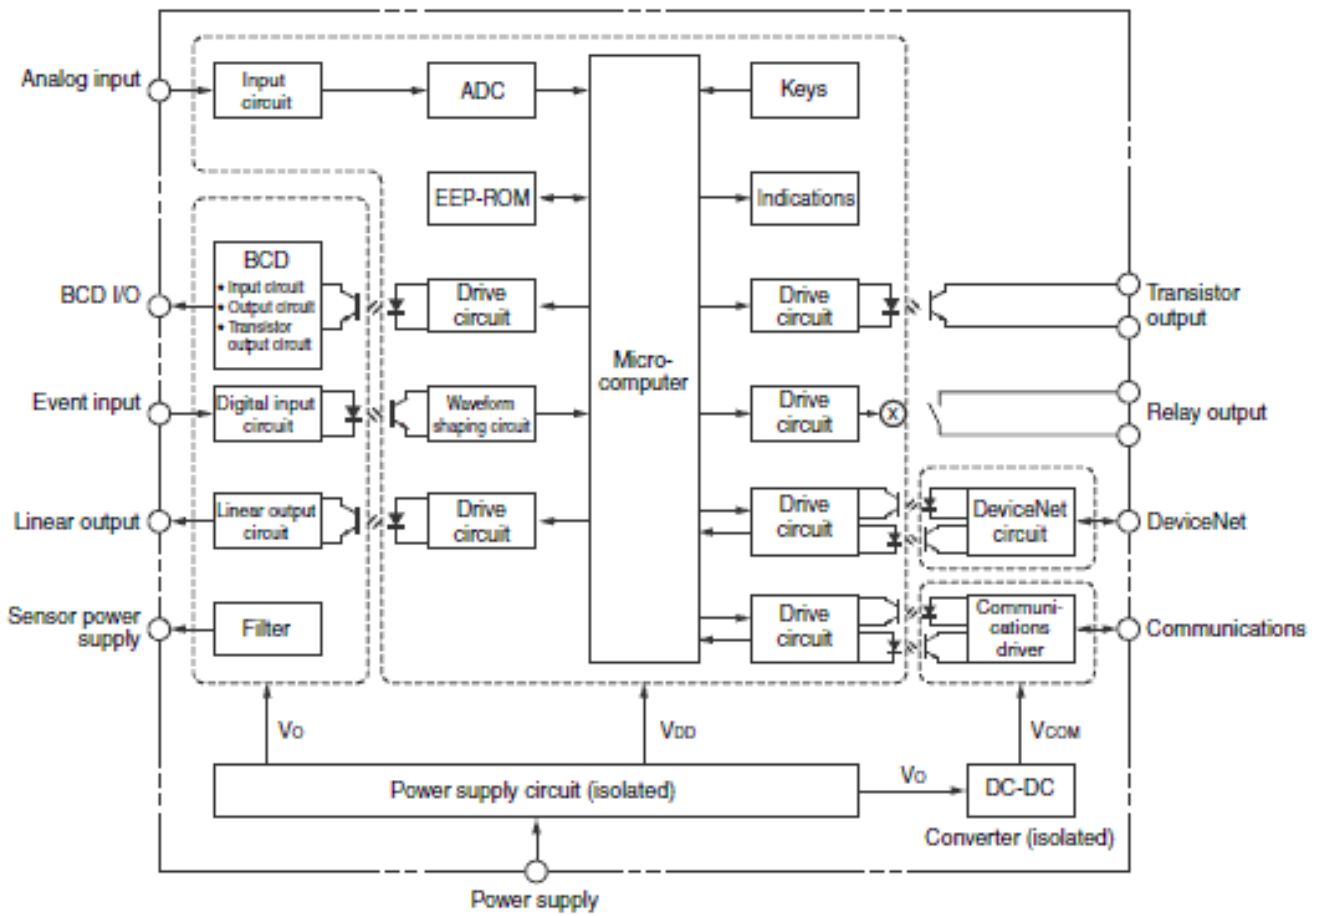 Analog input
Input
circuit
ADC
Keys
EEP-ROM
Indications
BCD I/O
BCD
• Input circuit
• Output circuit
• Transistor
output circuit
Drive
circuit
Micro-
computer
Drive
circuit
Transistor
output
Event input
Digital input
circuit
Waveform
shaping circuit
Drive
circuit
X
Relay output
Linear output
Linear output
circuit
Drive
circuit
Drive
circuit
DeviceNet
circuit
DeviceNet
Sensor power
supply
Filter
Drive
circuit
Communi-
cations
driver
Communications
VO
VDD
VCOM
Power supply circuit (isolated)
VO
DC-DC
Converter (isolated)
Power supply